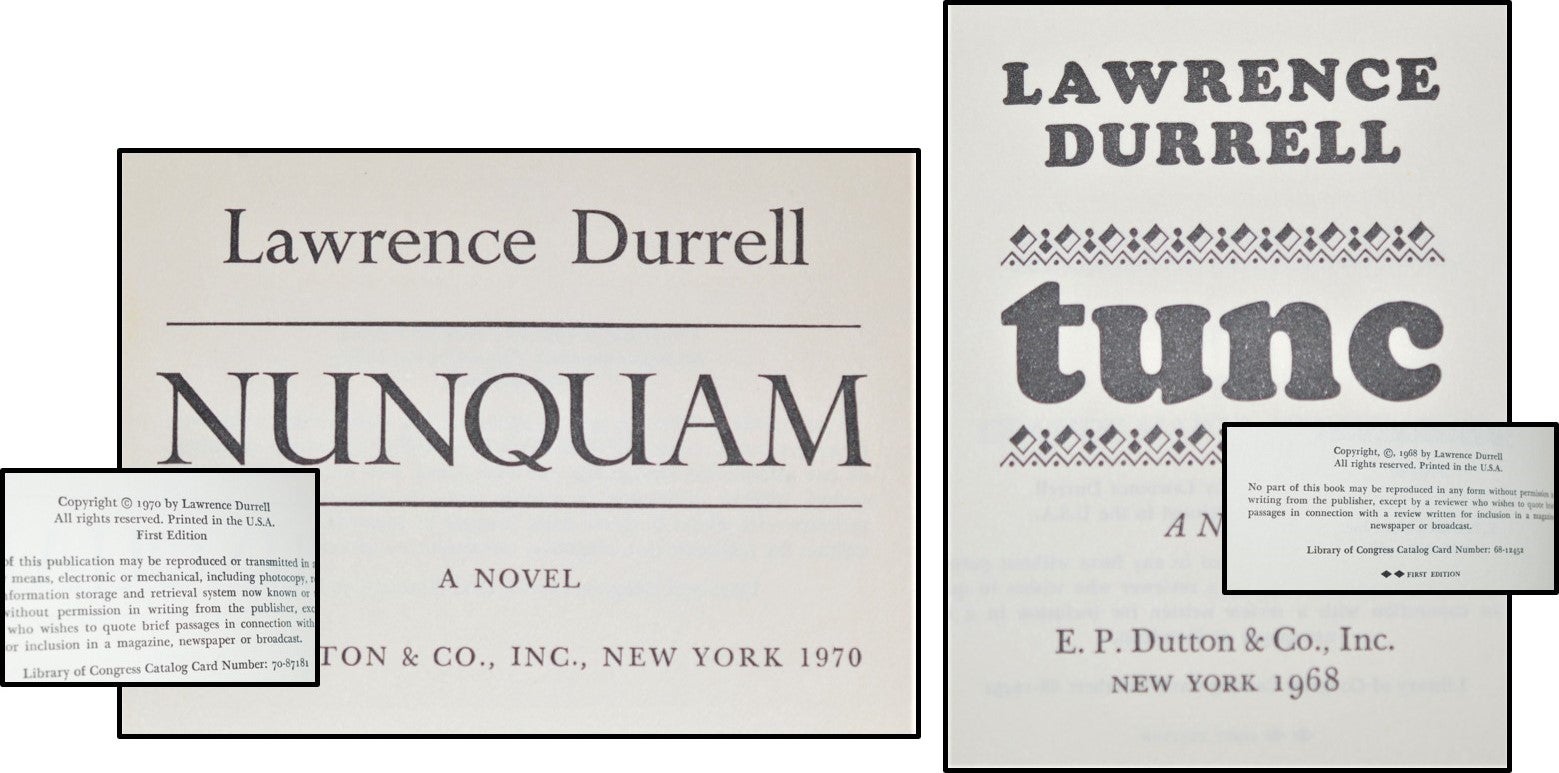 Lawrence Durrell
NUNQUAM
A NOVEL
TON & CO., INC., NEW YORK 1970
Copyright © 1970 by Lawrence Durrell
All rights reserved. Printed in the U.S.A.
First Edition
of this publication may be reproduced or transmitted in
means, electronic or mechanical, including photocopy,
formation storage and retrieval system now known or
without permission in writing from the publisher, exc
who wishes to quote brief passages in connection with
or inclusion in a magazine, newspaper or broadcast.
Library of Congress Catalog Card Number: 70-87181
LAWRENCE
DURRELL
tunc
A N
E. P. Dutton & Co., Inc.
NEW YORK 1968
Copyright, ©, 1968 by Lawrence Durrell
All rights reserved. Printed in the U.S.A.
No part of this book may be reproduced in any form without permission
writing from the publisher, except by a reviewer who wishes to quote
passages in connection with a review written for inclusion in a magazine
newspaper or broadcast.
Library of Congress Catalog Card Number: 68-12452
FIRST EDITION